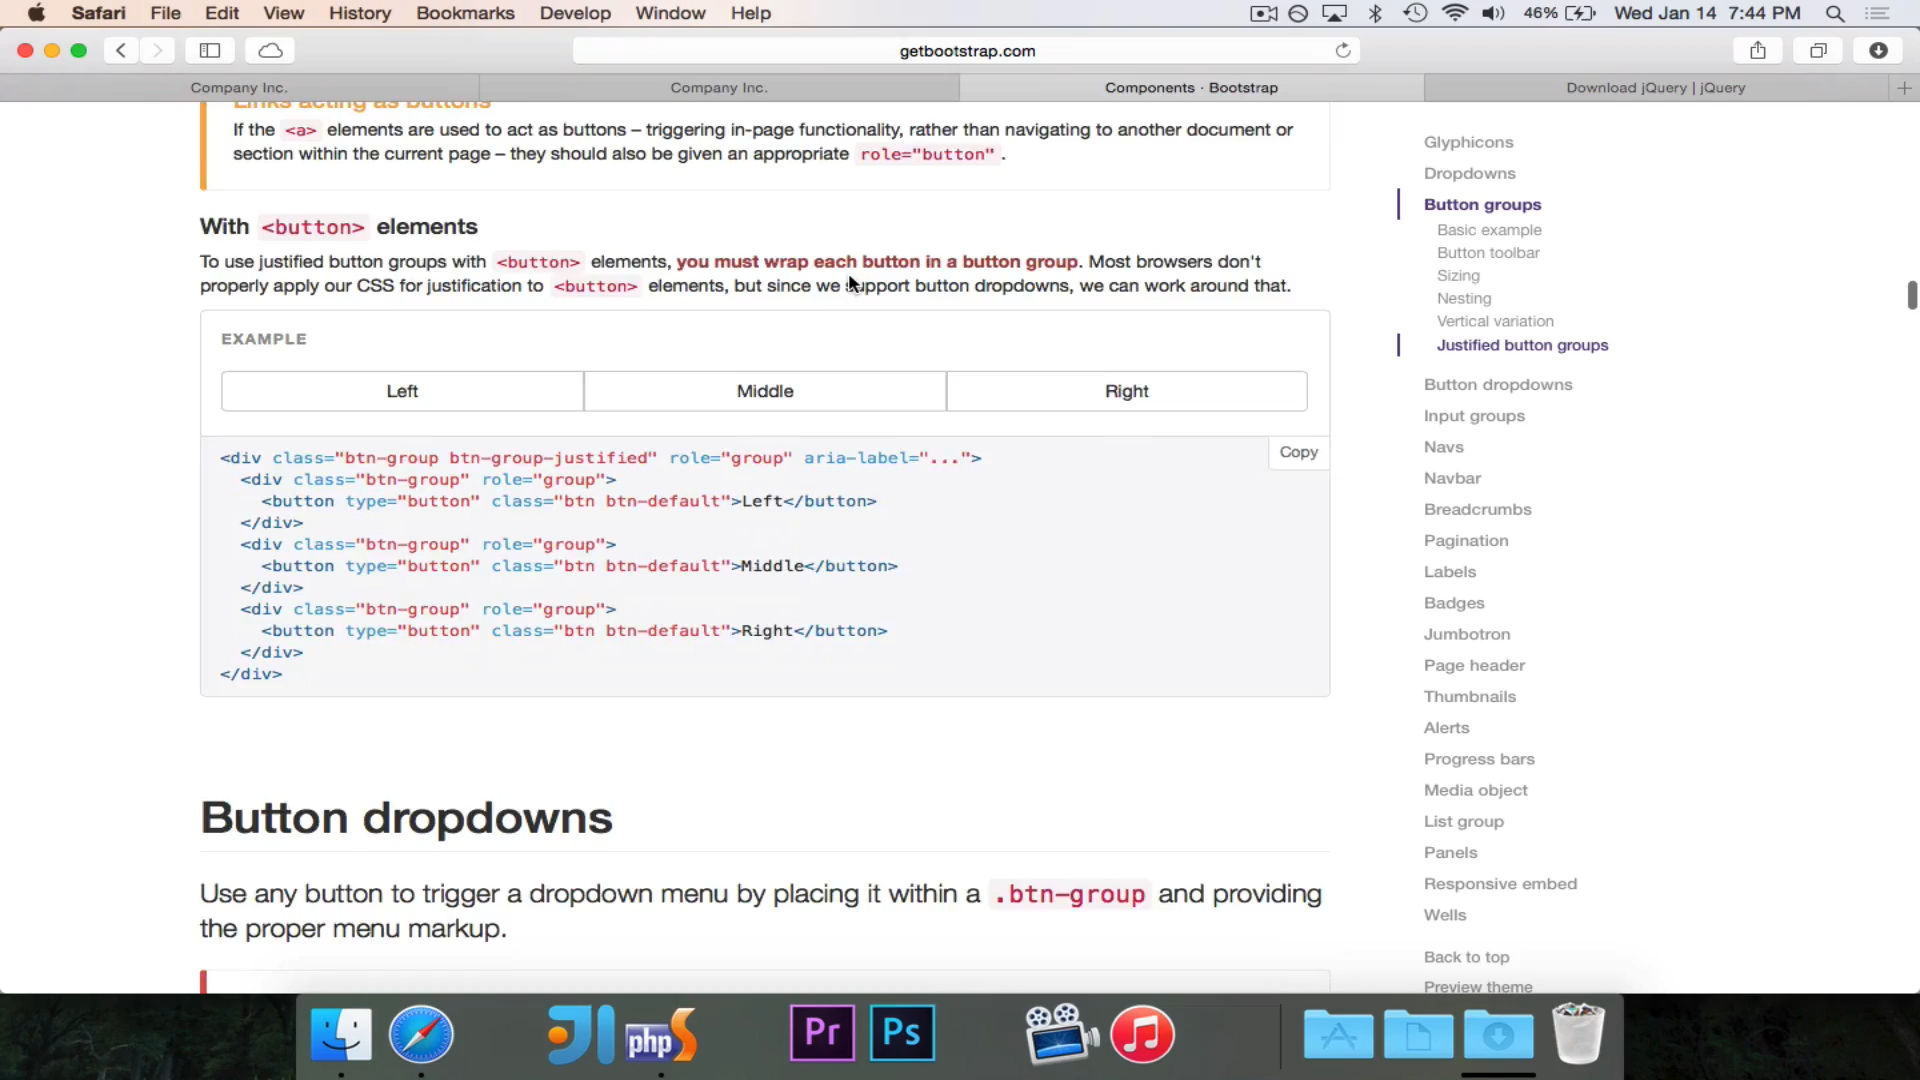 Safari File Edit View History Bookmarks Develop Window Help 46% Wed Jan 14 7:44 PM
getbootstrap.com
Company Inc. Company Inc. Components · Bootstrap Download jQuery | jQuery
Links acting as buttons
If the <a> elements are used to act as buttons – triggering in-page functionality, rather than navigating to another document or
section within the current page – they should also be given an appropriate role="button".
With <button> elements
To use justified button groups with <button> elements, you must wrap each button in a button group. Most browsers don't
properly apply our CSS for justification to <button> elements, but since we support button dropdowns, we can work around that.
EXAMPLE
Left Middle Right
Copy
<div class="btn-group btn-group-justified" role="group" aria-label="...">
<div class="btn-group" role="group">
<button type="button" class="btn btn-default">Left</button>
</div>
<div class="btn-group" role="group">
<button type="button" class="btn btn-default">Middle</button>
</div>
<div class="btn-group" role="group">
<button type="button" class="btn btn-default">Right</button>
</div>
</div>
Button dropdowns
Use any button to trigger a dropdown menu by placing it within a .btn-group and providing
the proper menu markup.
Glyphicons
Dropdowns
Button groups
Basic example
Button toolbar
Sizing
Nesting
Vertical variation
Justified button groups
Button dropdowns
Input groups
Navs
Navbar
Breadcrumbs
Pagination
Labels
Badges
Jumbotron
Page header
Thumbnails
Alerts
Progress bars
Media object
List group
Panels
Responsive embed
Wells
Back to top
Preview theme
php Pr Ps